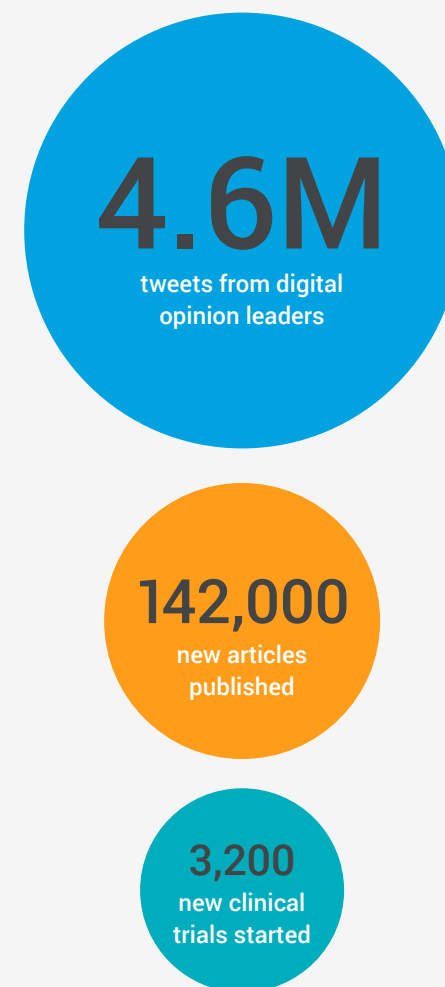 4.6M
tweets from digital
opinion leaders
142,000
new articles
published
3,200
new clinical
trials started